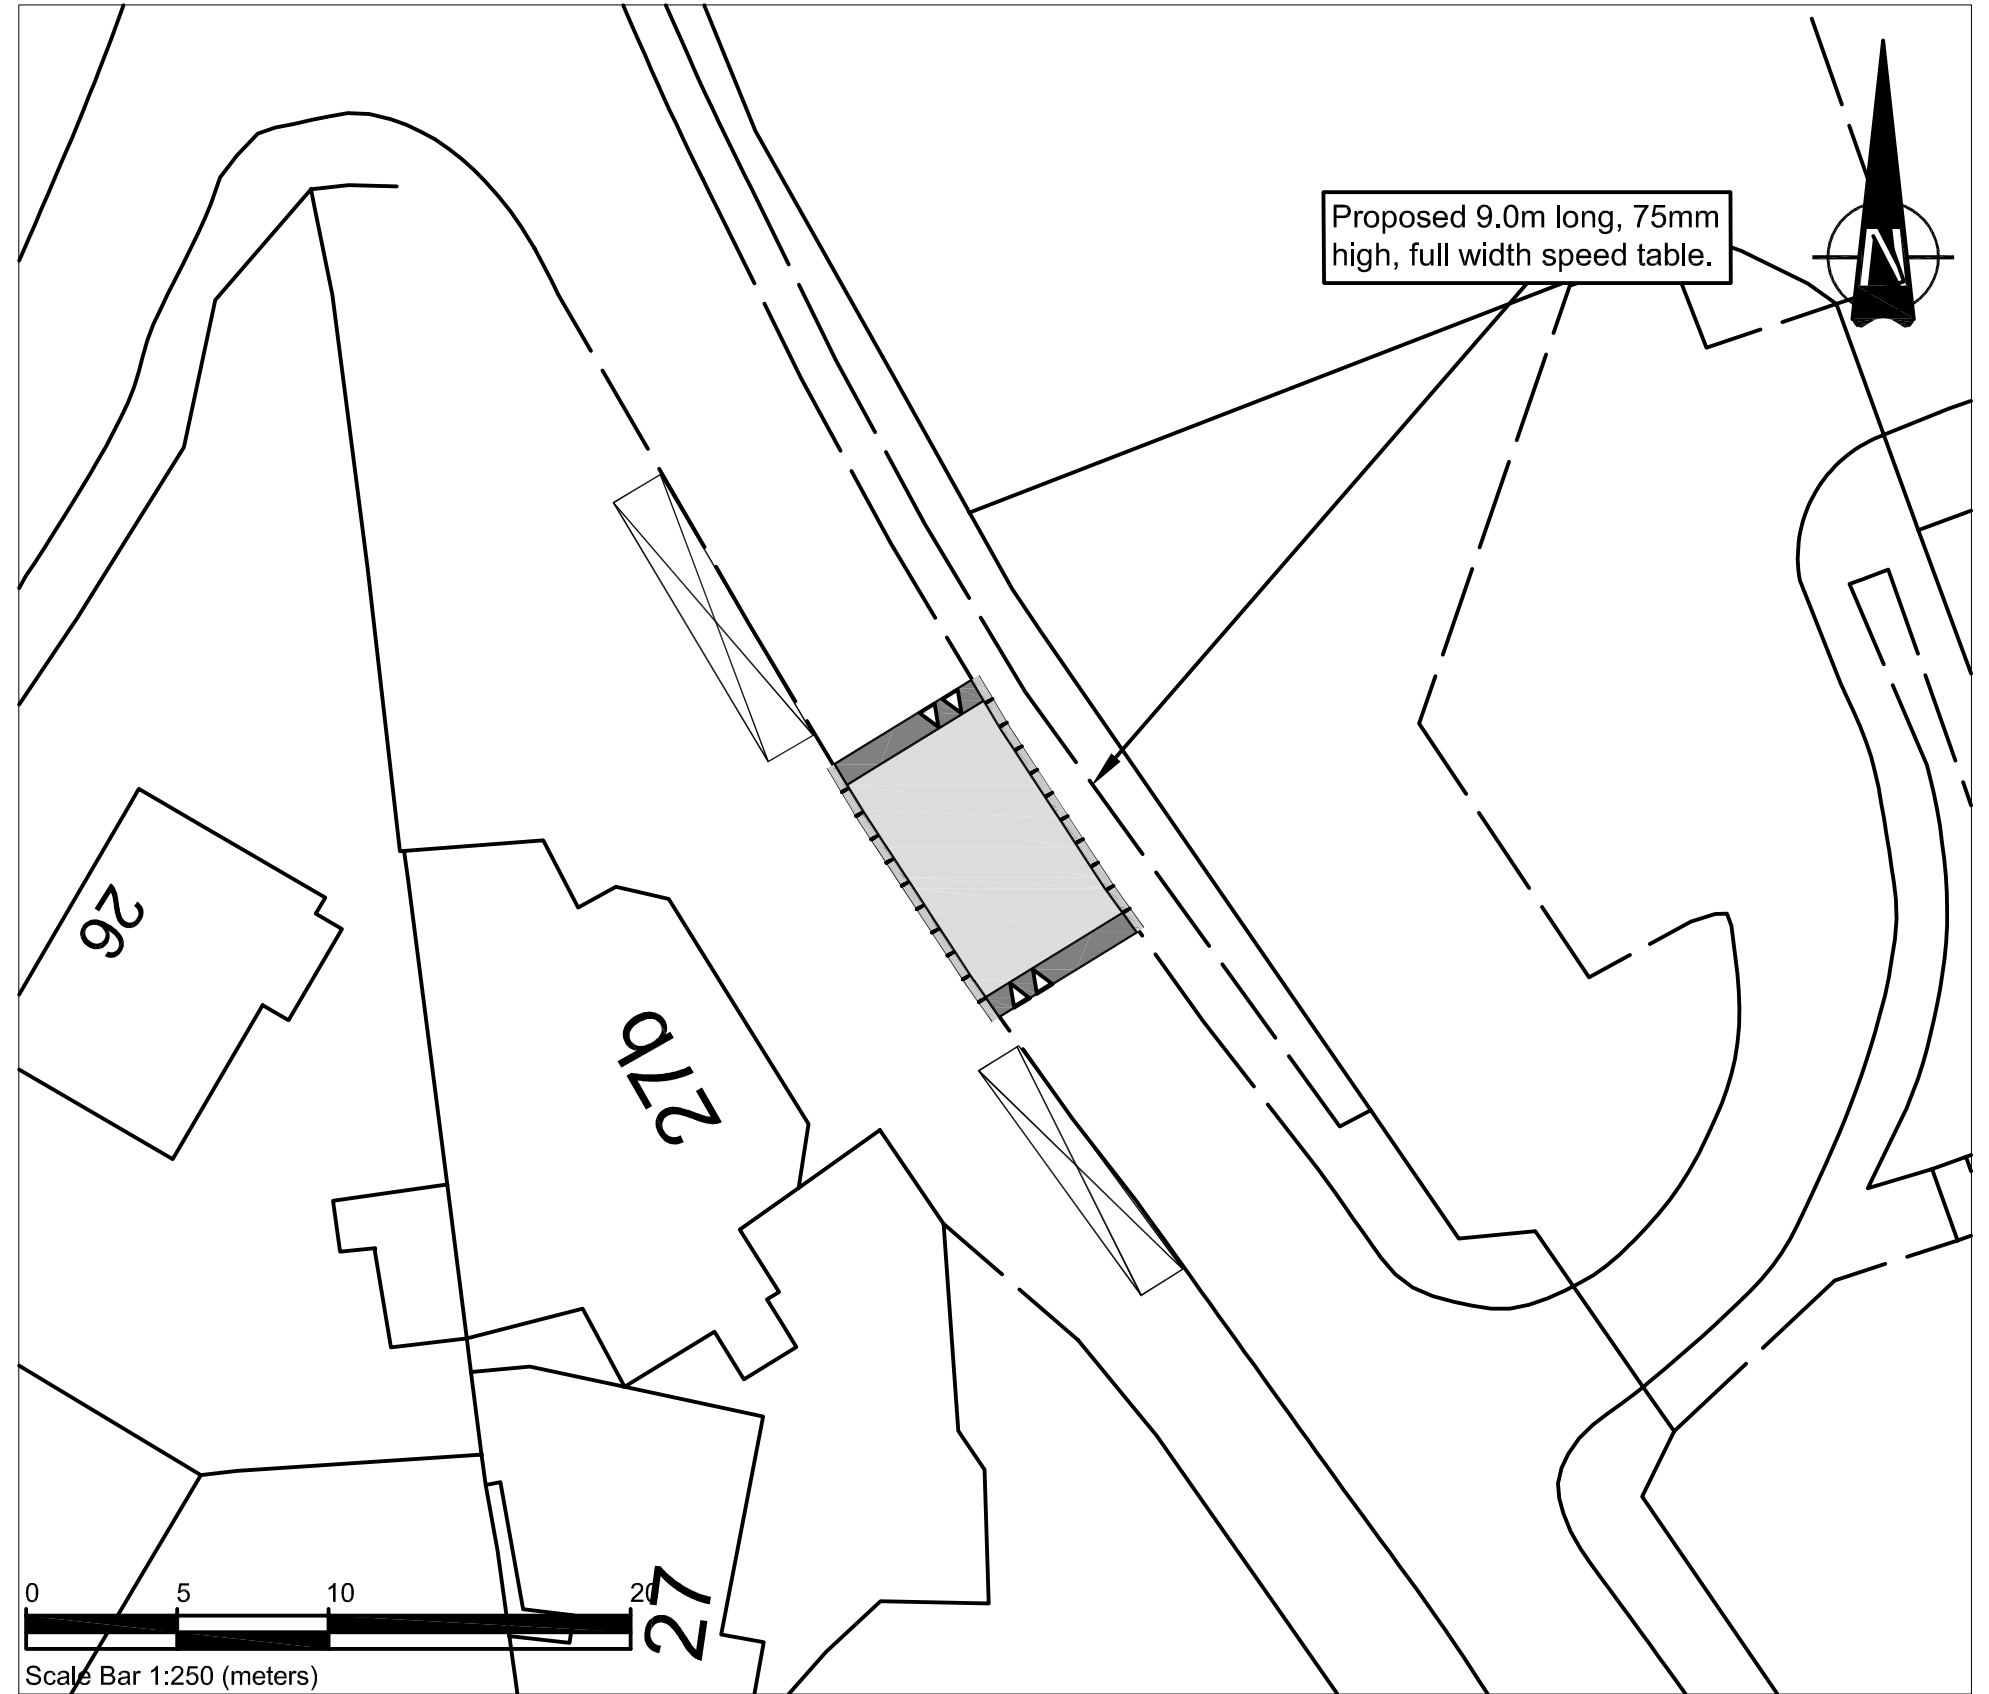 Proposed 9.0m long, 75mm
high, full width speed table.
N
26
27b
27
0 5 10 20
Scale Bar 1:250 (meters)